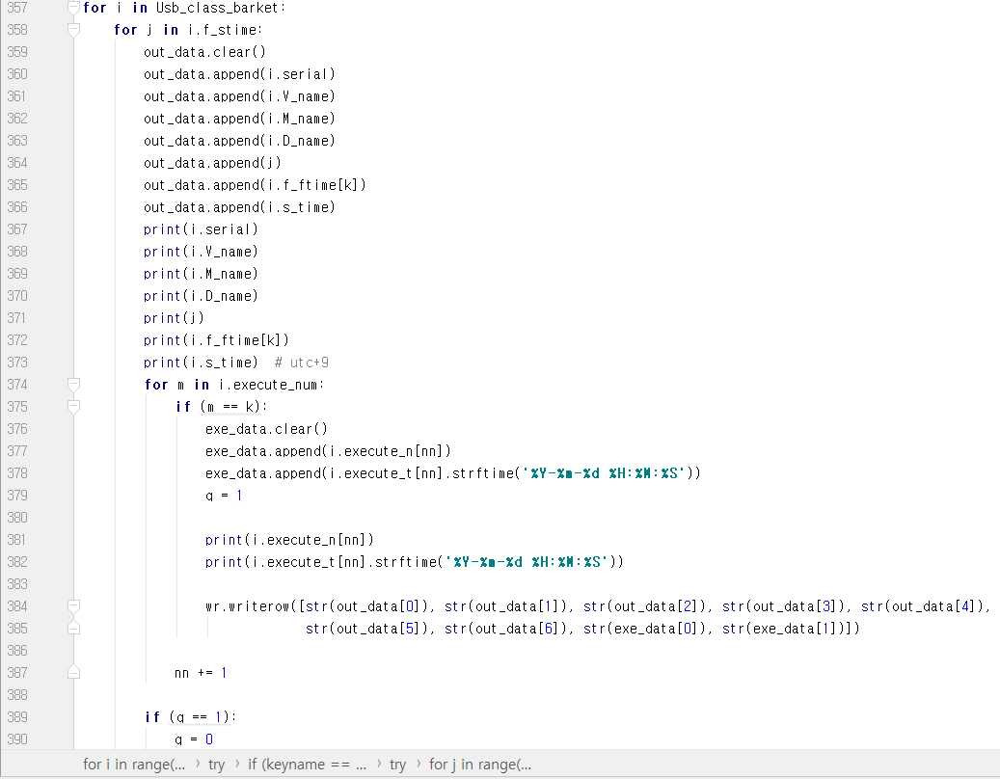 357 for i in Usb_class_barket:
358     for j in i.f_stime:
359         out_data.clear()
360         out_data.append(i.serial)
361         out_data.append(i.V_name)
362         out_data.append(i.M_name)
363         out_data.append(i.D_name)
364         out_data.append(j)
365         out_data.append(i.f_ftime[k])
366         out_data.append(i.s_time)
367         print(i.serial)
368         print(i.V_name)
369         print(i.M_name)
370         print(i.D_name)
371         print(j)
372         print(i.f_ftime[k])
373         print(i.s_time)  # utc+9
374         for m in i.execute_num:
375             if (m == k):
376                 exe_data.clear()
377                 exe_data.append(i.execute_n[nn])
378                 exe_data.append(i.execute_t[nn].strftime('%Y-%m-%d %H:%M:%S'))
379                 q = 1
380
381                 print(i.execute_n[nn])
382                 print(i.execute_t[nn].strftime('%Y-%m-%d %H:%M:%S'))
383
384                 wr.writerow([str(out_data[0]), str(out_data[1]), str(out_data[2]), str(out_data[3]), str(out_data[4]),
385                              str(out_data[5]), str(out_data[6]), str(exe_data[0]), str(exe_data[1])])
386
387             nn += 1
388
389         if (q == 1):
390             q = 0
for i in range(... › try › if (keyname == ... › try › for j in range(...